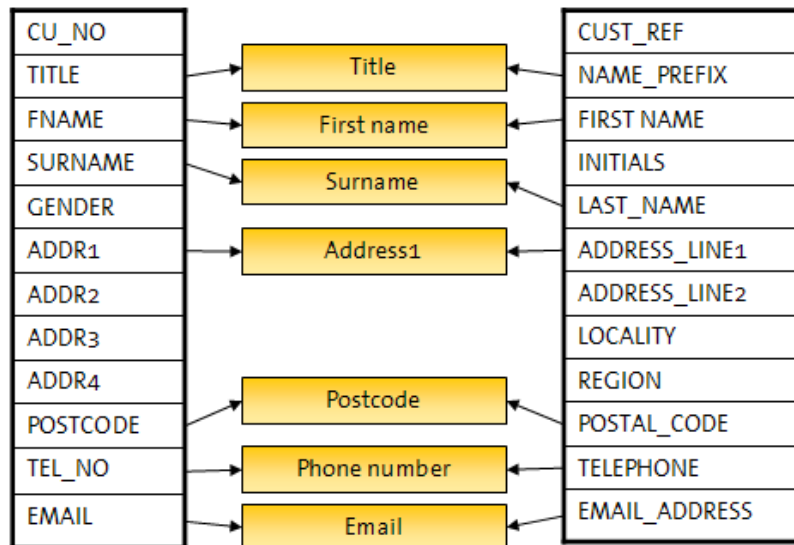 CU_NO
TITLE
FNAME
SURNAME
GENDER
ADDR1
ADDR2
ADDR3
ADDR4
POSTCODE
TEL_NO
EMAIL
Title
First name
Surname
Address1
Postcode
Phone number
Email
CUST_REF
NAME_PREFIX
FIRST NAME
INITIALS
LAST_NAME
ADDRESS_LINE1
ADDRESS_LINE2
LOCALITY
REGION
POSTAL_CODE
TELEPHONE
EMAIL_ADDRESS